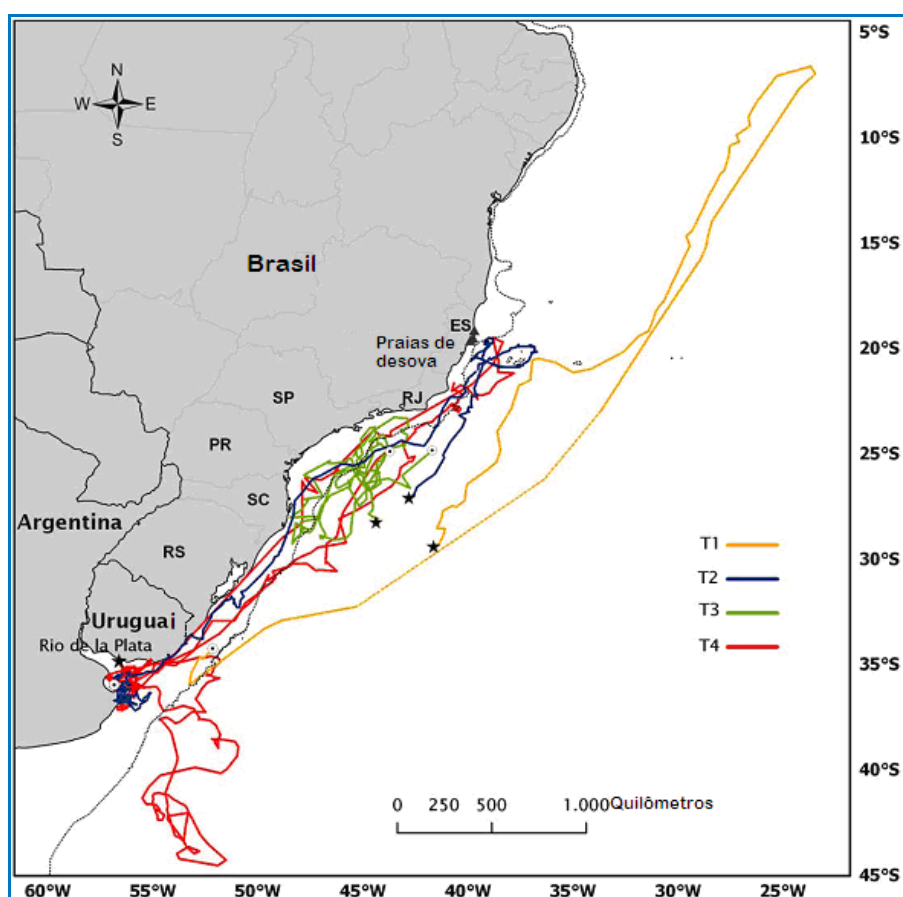 5°S
N
W E
S
10°S
15°S
Brasil
ES
Praias de
desova
20°S
SP
RJ
PR
25°S
SC
Argentina
RS
30°S
T1
T2
Uruguai
T3
Rio de la Plata
T4
35°S
40°S
0 250 500 1.000 Quilômetros
45°S
60°W 55°W 50°W 45°W 40°W 35°W 30°W 25°W